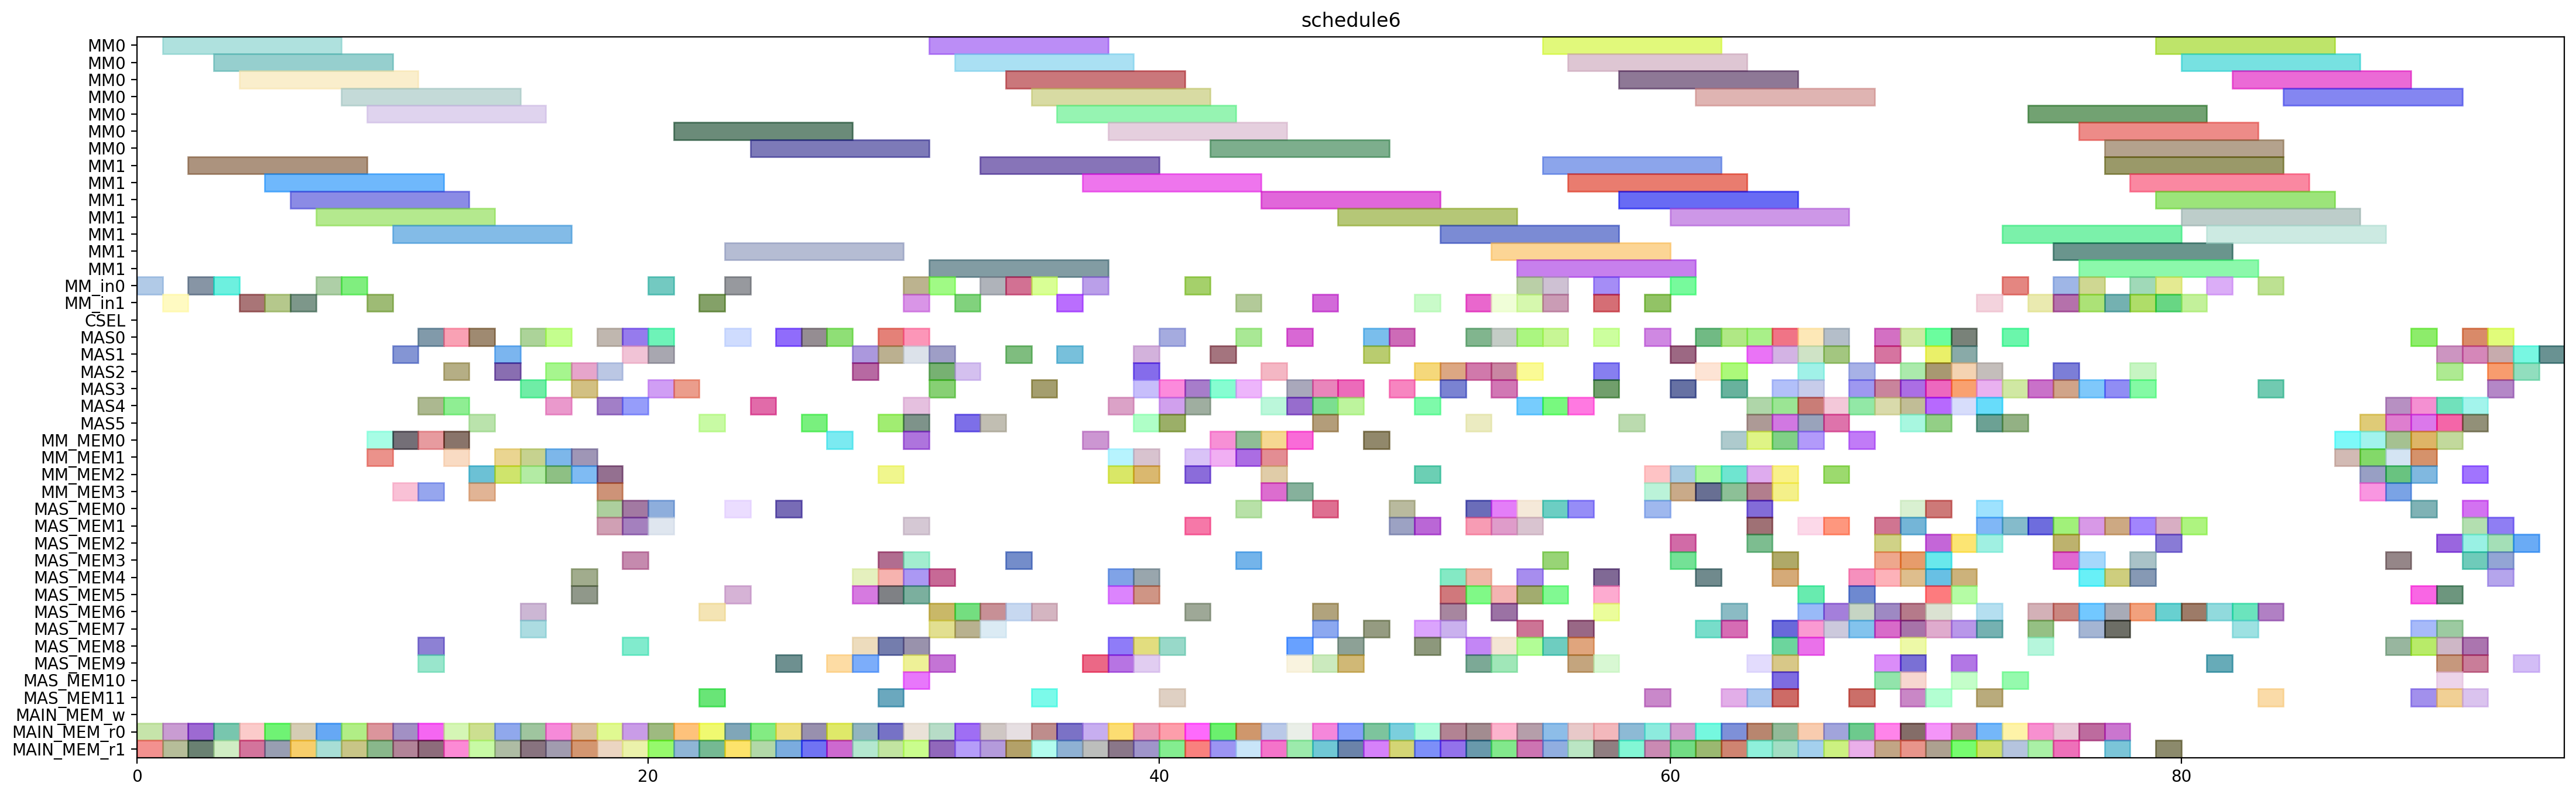 schedule6
MM0
MM0
MM0
MM0
MM0
MM0
MM0
MM1
MM1
MM1
MM1
MM1
MM1
MM1
MM_in0
MM_in1
CSEL
MAS0
MAS1
MAS2
MAS3
MAS4
MAS5
MM_MEM0
MM_MEM1
MM_MEM2
MM_MEM3
MAS_MEM0
MAS_MEM1
MAS_MEM2
MAS_MEM3
MAS_MEM4
MAS_MEM5
MAS_MEM6
MAS_MEM7
MAS_MEM8
MAS_MEM9
MAS_MEM10
MAS_MEM11
MAIN_MEM_w
MAIN_MEM_r0
MAIN_MEM_r1
0 20 40 60 80